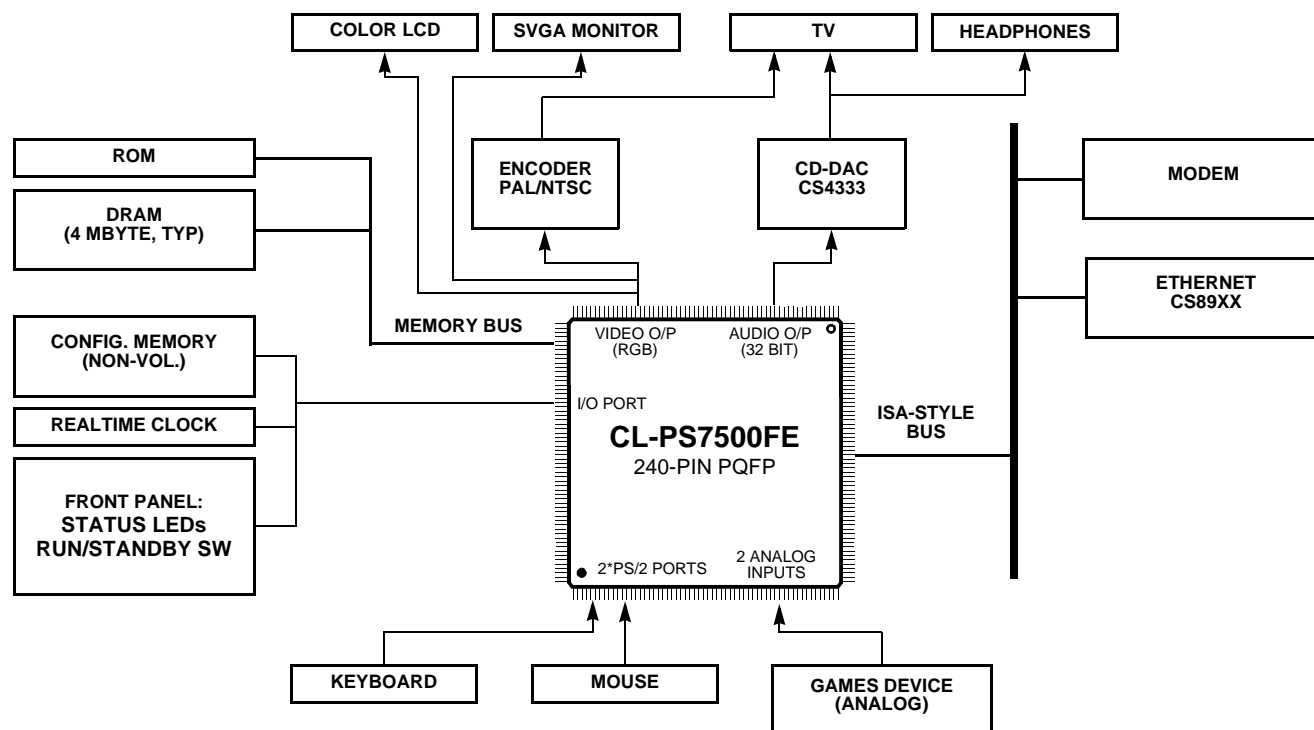 COLOR LCD
SVGA MONITOR
TV
HEADPHONES
ROM
DRAM
(4 MBYTE, TYP)
ENCODER
PAL/NTSC
CD-DAC
CS4333
MODEM
ETHERNET
CS89XX
CONFIG. MEMORY
(NON-VOL.)
REALTIME CLOCK
FRONT PANEL:
STATUS LEDs
RUN/STANDBY SW
MEMORY BUS
VIDEO O/P
(RGB)
AUDIO O/P
(32 BIT)
I/O PORT
CL-PS7500FE
240-PIN PQFP
ISA-STYLE
BUS
2*PS/2 PORTS
2 ANALOG
INPUTS
KEYBOARD
MOUSE
GAMES DEVICE
(ANALOG)